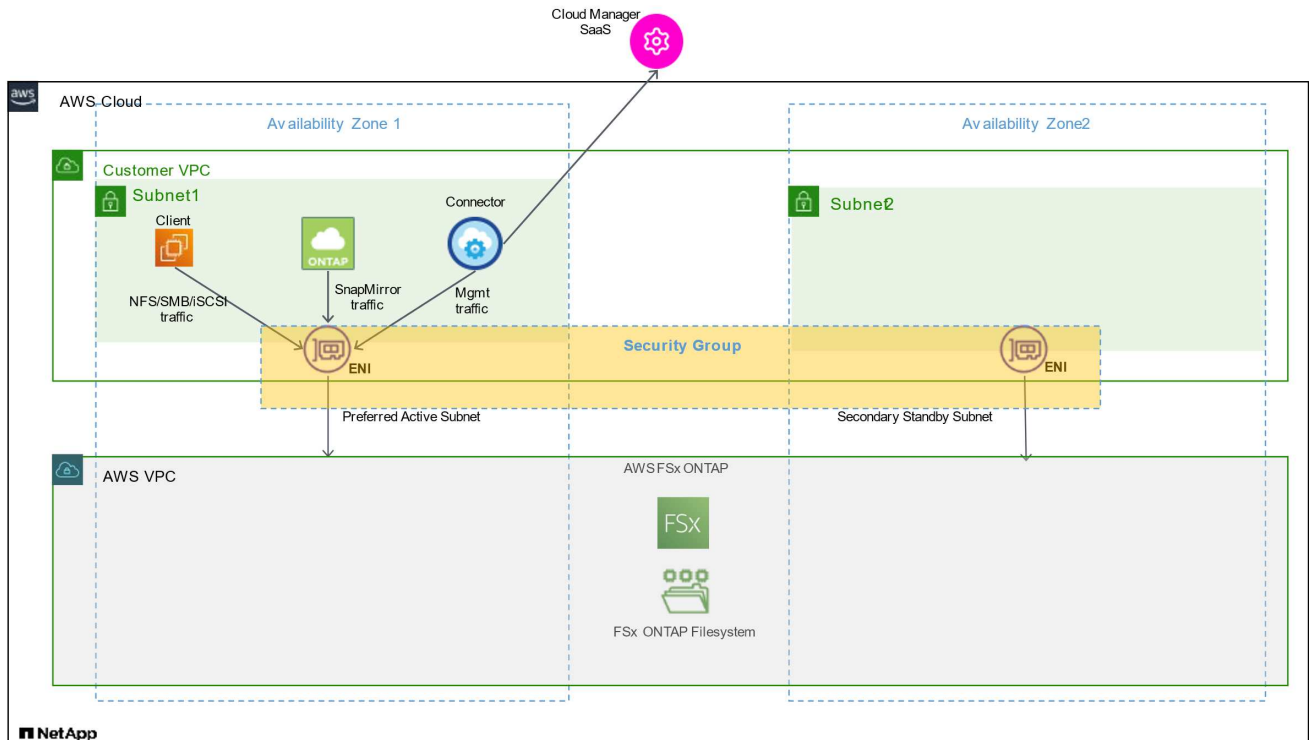 Cloud Manager
SaaS
aws
AWS Cloud
Availability Zone 1
Availability Zone2
Customer VPC
Subnet1
Subnet2
Client
ONTAP
Connector
NFS/SMB/iSCSI
traffic
SnapMirror
traffic
Mgmt
traffic
Security Group
ENI
ENI
Preferred Active Subnet
Secondary Standby Subnet
AWS VPC
AWS FSx ONTAP
FSx
FSx ONTAP Filesystem
NetApp